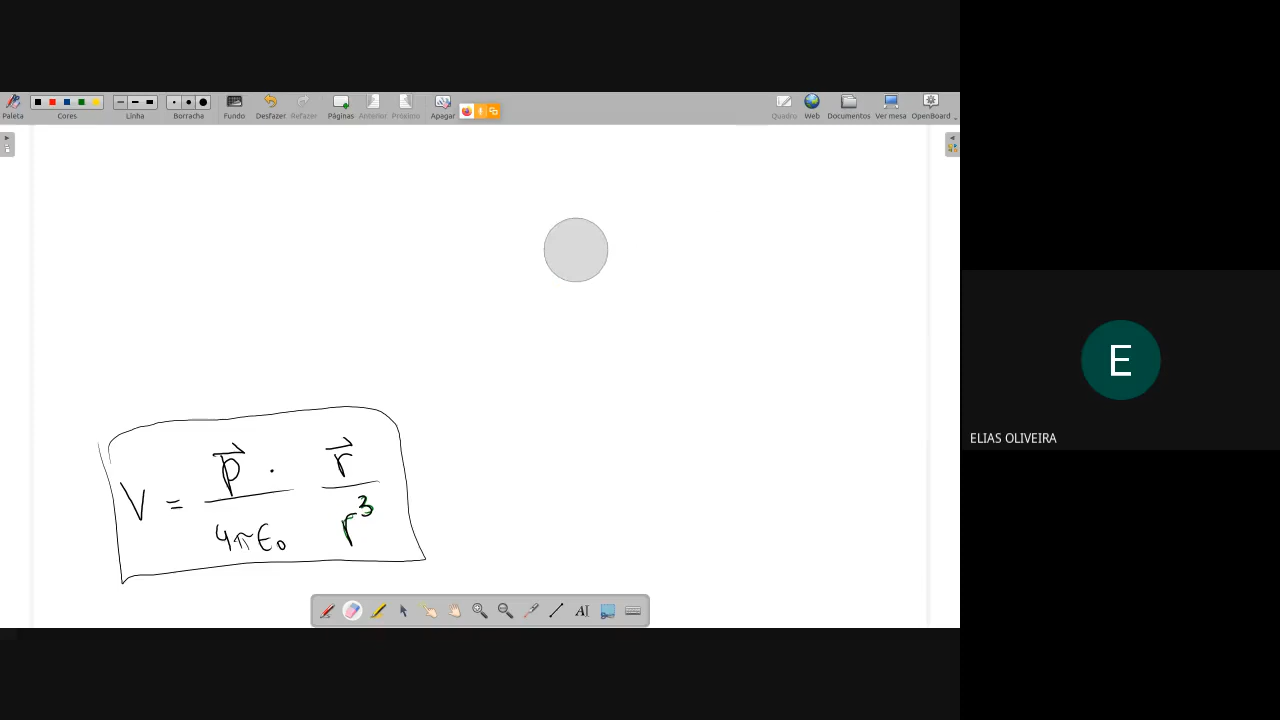 Paleta Cores Linha Borracha Fundo Desfazer Refazer Páginas Anterior Próximo Apagar Quadro Web Documentos Ver mesa OpenBoard
V = p⃗ / 4πϵ₀ · r⃗ / r³
AI
E
ELIAS OLIVEIRA